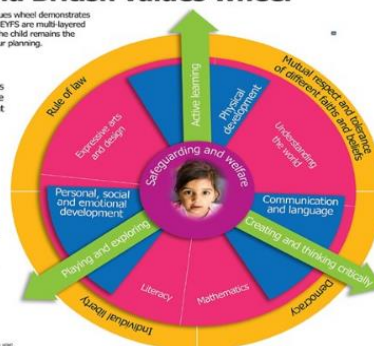 British Values Wheel
ues wheel demonstrates
EYFS are multi-layered
he child remains the
ur planning.
Rule of law
Mutual respect and tolerance
of different faiths and beliefs
Active learning
Physical
development
Expressive arts
and design
Understanding
the world
Safeguarding and welfare
Personal, social
and emotional
development
Communication
and language
Playing and exploring
Creating and thinking critically
Literacy
Mathematics
Individual liberty
Democracy